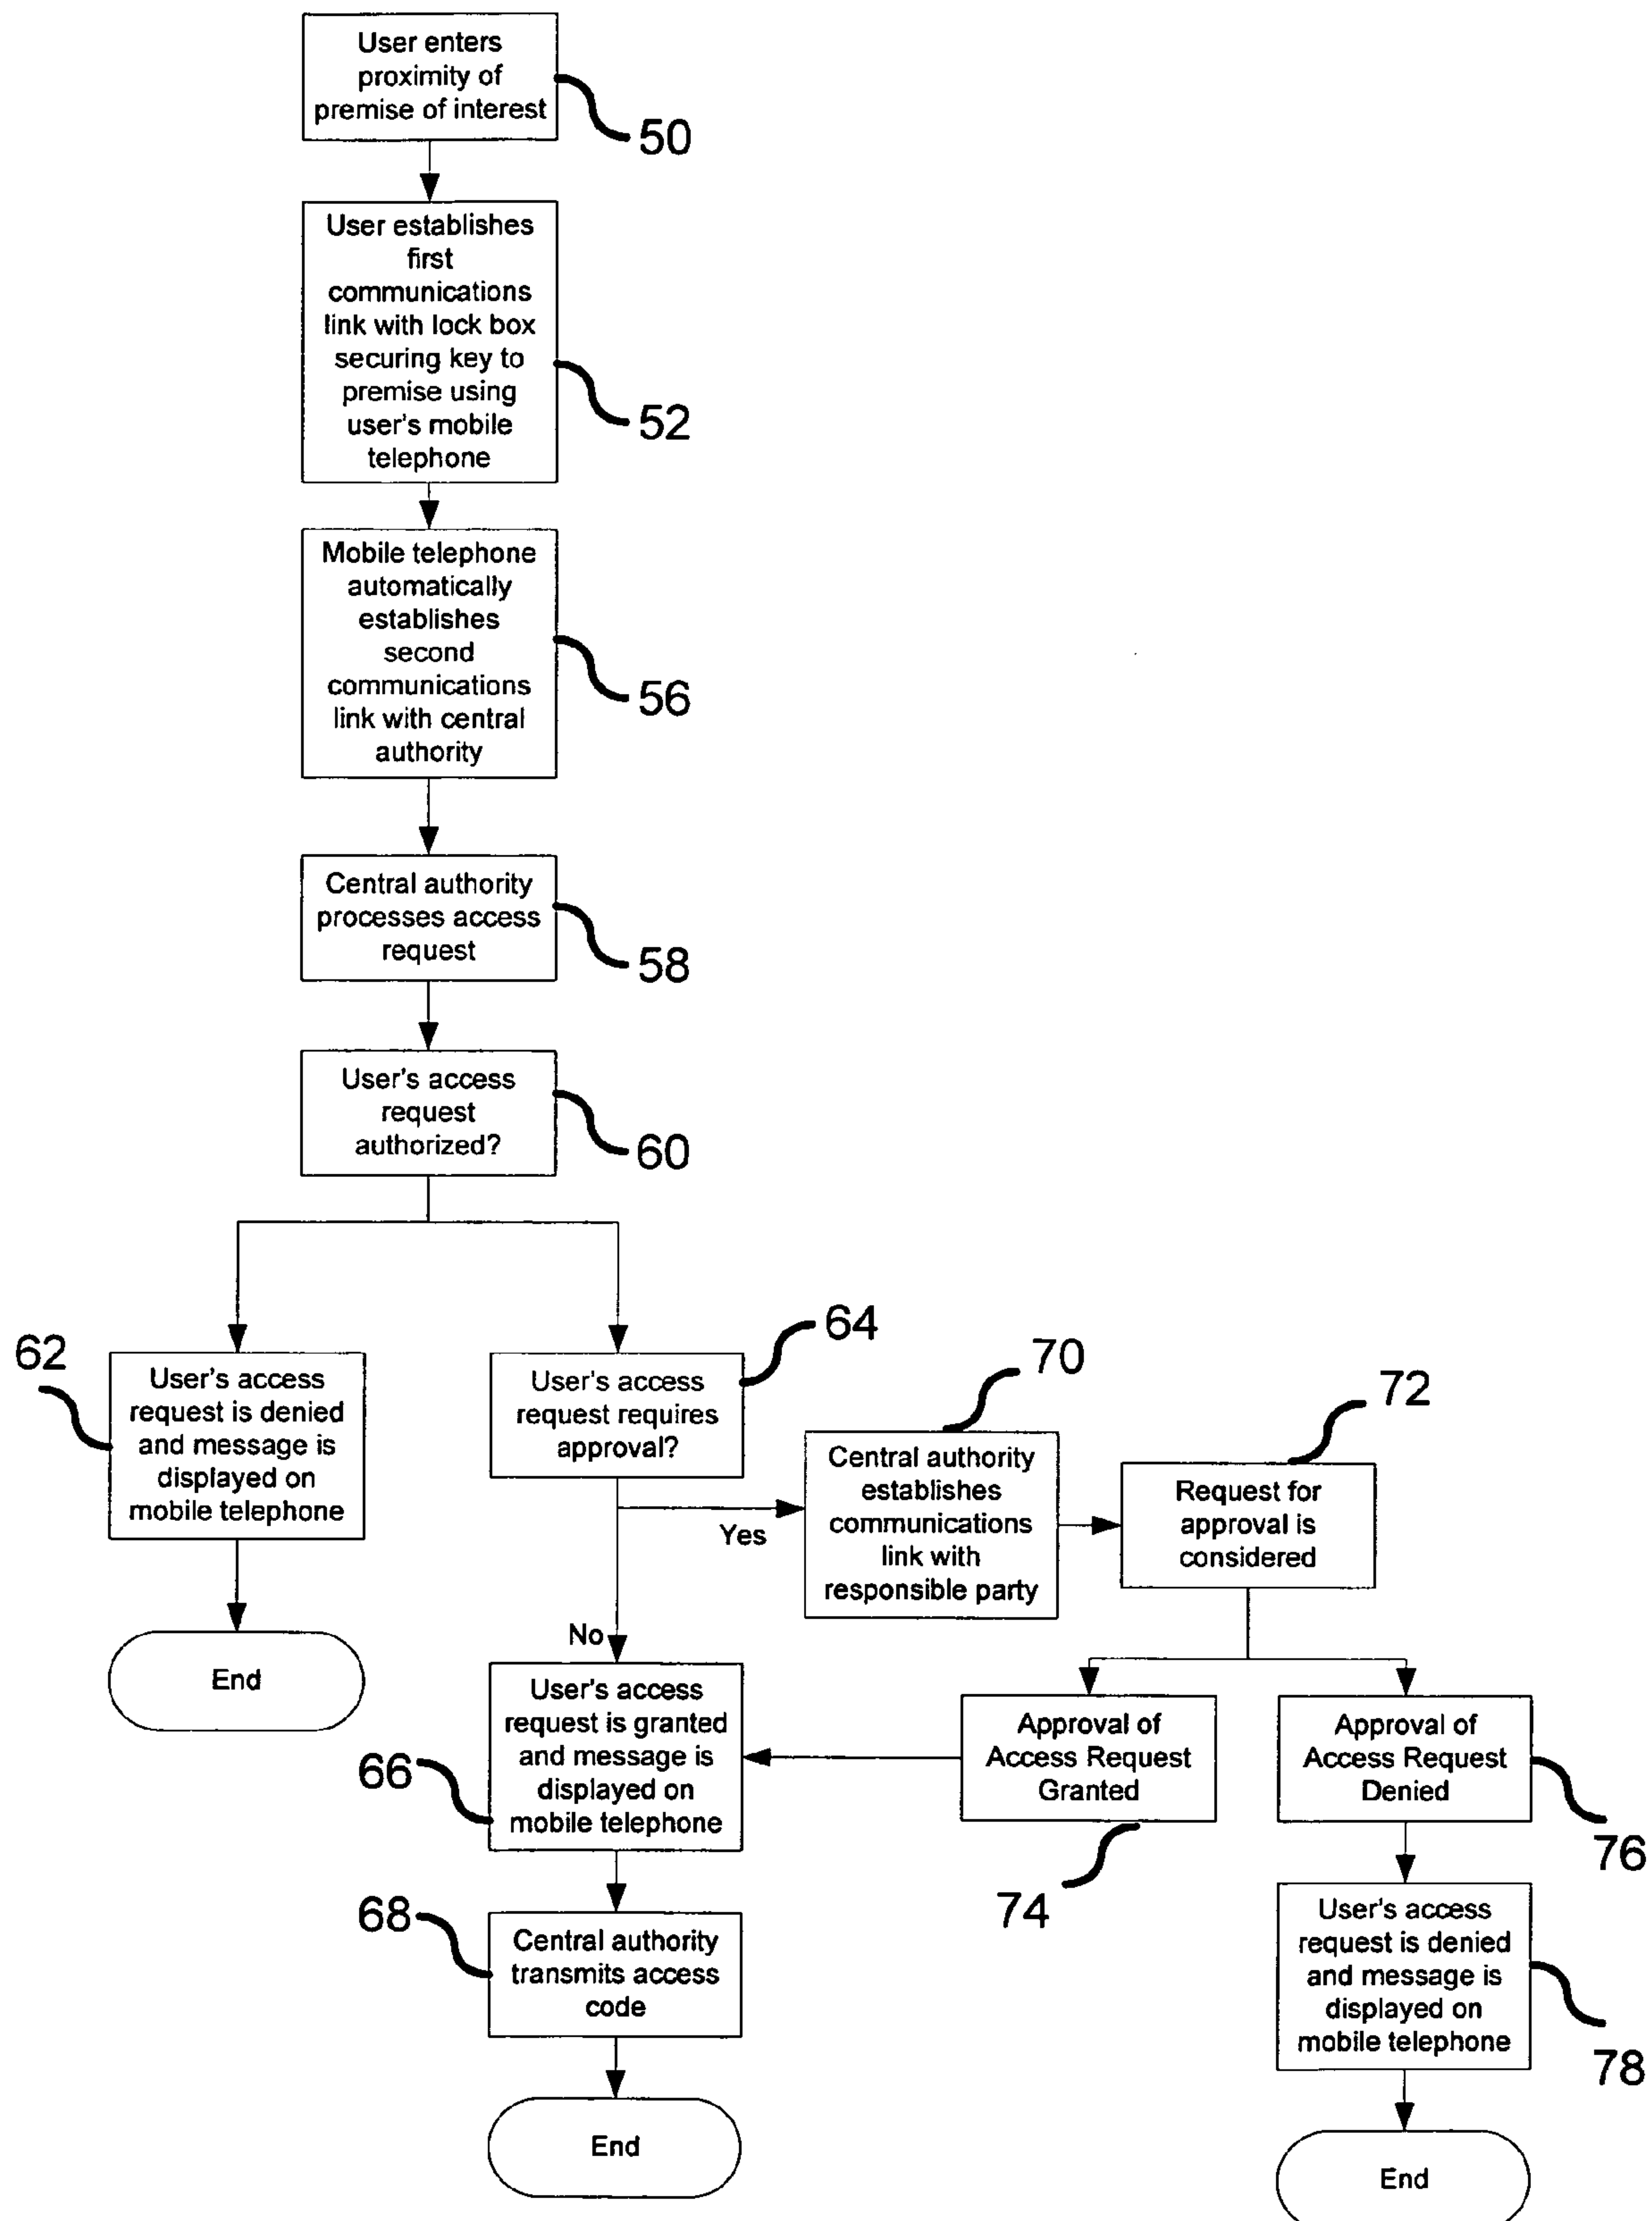 User enters
proximity of
premise of interest
50
User establishes
first
communications
link with lock box
securing key to
premise using
user's mobile
telephone
52
Mobile telephone
automatically
establishes
second
communications
link with central
authority
56
Central authority
processes access
request
58
User's access
request
authorized?
60
62
User's access
request is denied
and message is
displayed on
mobile telephone
End
64
User's access
request requires
approval?
Yes
No
70
Central authority
establishes
communications
link with
responsible party
72
Request for
approval is
considered
66
User's access
request is granted
and message is
displayed on
mobile telephone
Approval of
Access Request
Granted
74
Approval of
Access Request
Denied
76
68
Central authority
transmits access
code
End
User's access
request is denied
and message is
displayed on
mobile telephone
78
End